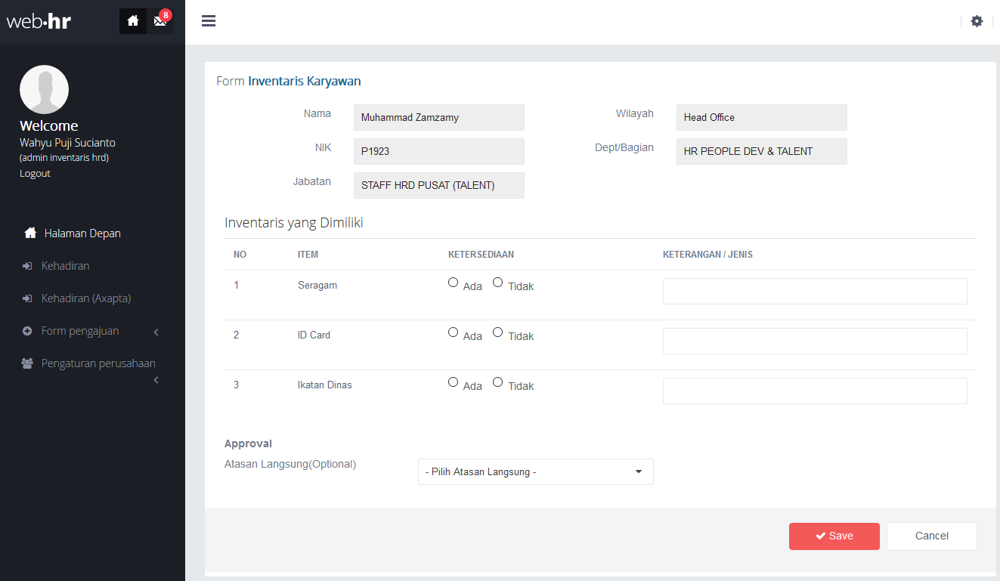 web·hr
8
Welcome
Wahyu Puji Sucianto
(admin inventaris hrd)
Logout
Halaman Depan
Kehadiran
Kehadiran (Axapta)
Form pengajuan
Pengaturan perusahaan
Form Inventaris Karyawan
Nama Muhammad Zamzamy Wilayah Head Office
NIK P1923 Dept/Bagian HR PEOPLE DEV & TALENT
Jabatan STAFF HRD PUSAT (TALENT)
Inventaris yang Dimiliki
NO ITEM KETERSEDIAAN KETERANGAN / JENIS
1 Seragam Ada Tidak
2 ID Card Ada Tidak
3 Ikatan Dinas Ada Tidak
Approval
Atasan Langsung(Optional) - Pilih Atasan Langsung -
Save Cancel